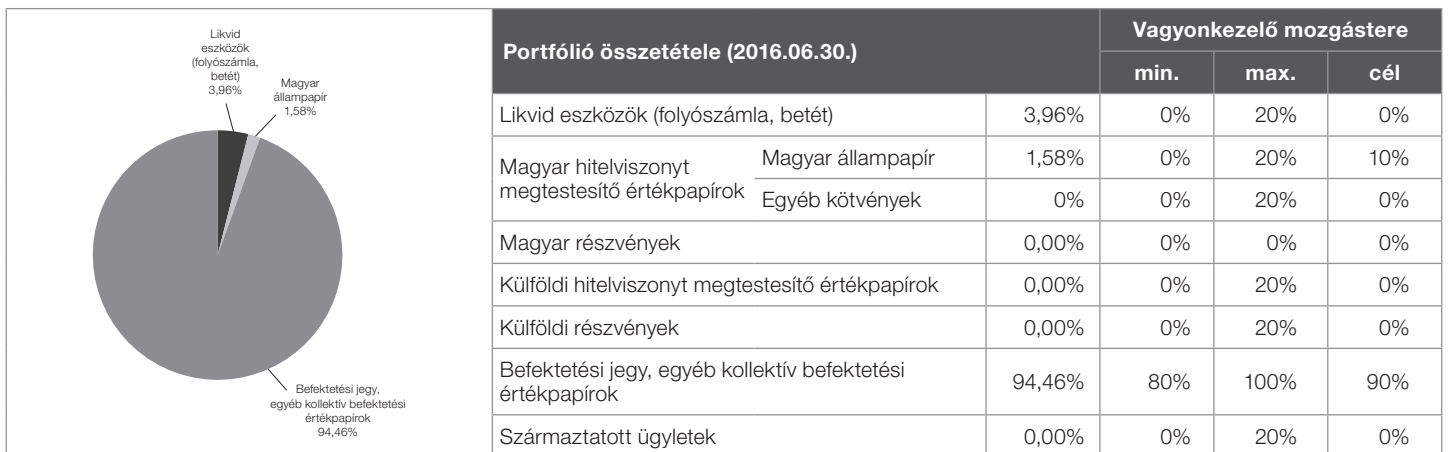 Likvid
eszközök
(folyószámla,
betét)
3,96%
Magyar
állampapír
1,58%
Befektetési jegy,
egyéb kollektív befektetési
értékpapírok
94,46%
Portfólió összetétele (2016.06.30.)
Vagyonkezelő mozgástere
min. max. cél
Likvid eszközök (folyószámla, betét) 3,96% 0% 20% 0%
Magyar hitelviszonyt
megtestesítő értékpapírok
Magyar állampapír 1,58% 0% 20% 10%
Egyéb kötvények 0% 0% 20% 0%
Magyar részvények 0,00% 0% 0% 0%
Külföldi hitelviszonyt megtestesítő értékpapírok 0,00% 0% 20% 0%
Külföldi részvények 0,00% 0% 20% 0%
Befektetési jegy, egyéb kollektív befektetési
értékpapírok 94,46% 80% 100% 90%
Származtatott ügyletek 0,00% 0% 20% 0%